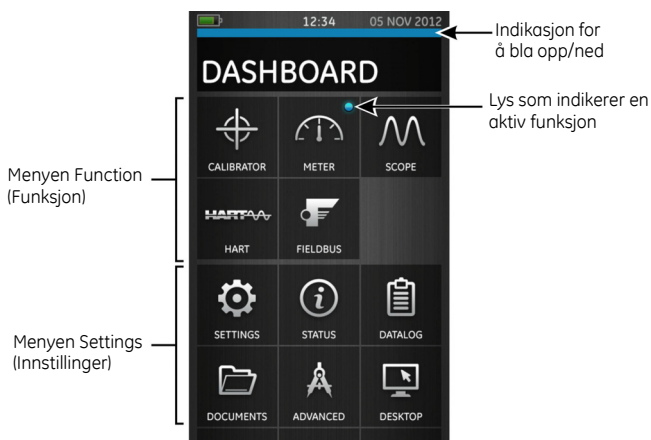 12:34 05 NOV 2012
Indikasjon for
å bla opp/ned
DASHBOARD
Lys som indikerer en
aktiv funksjon
Menyen Function
(Funksjon)
CALIBRATOR METER SCOPE
HART
HART FIELDBUS
Menyen Settings
(Innstillinger)
SETTINGS STATUS DATALOG
DOCUMENTS ADVANCED DESKTOP